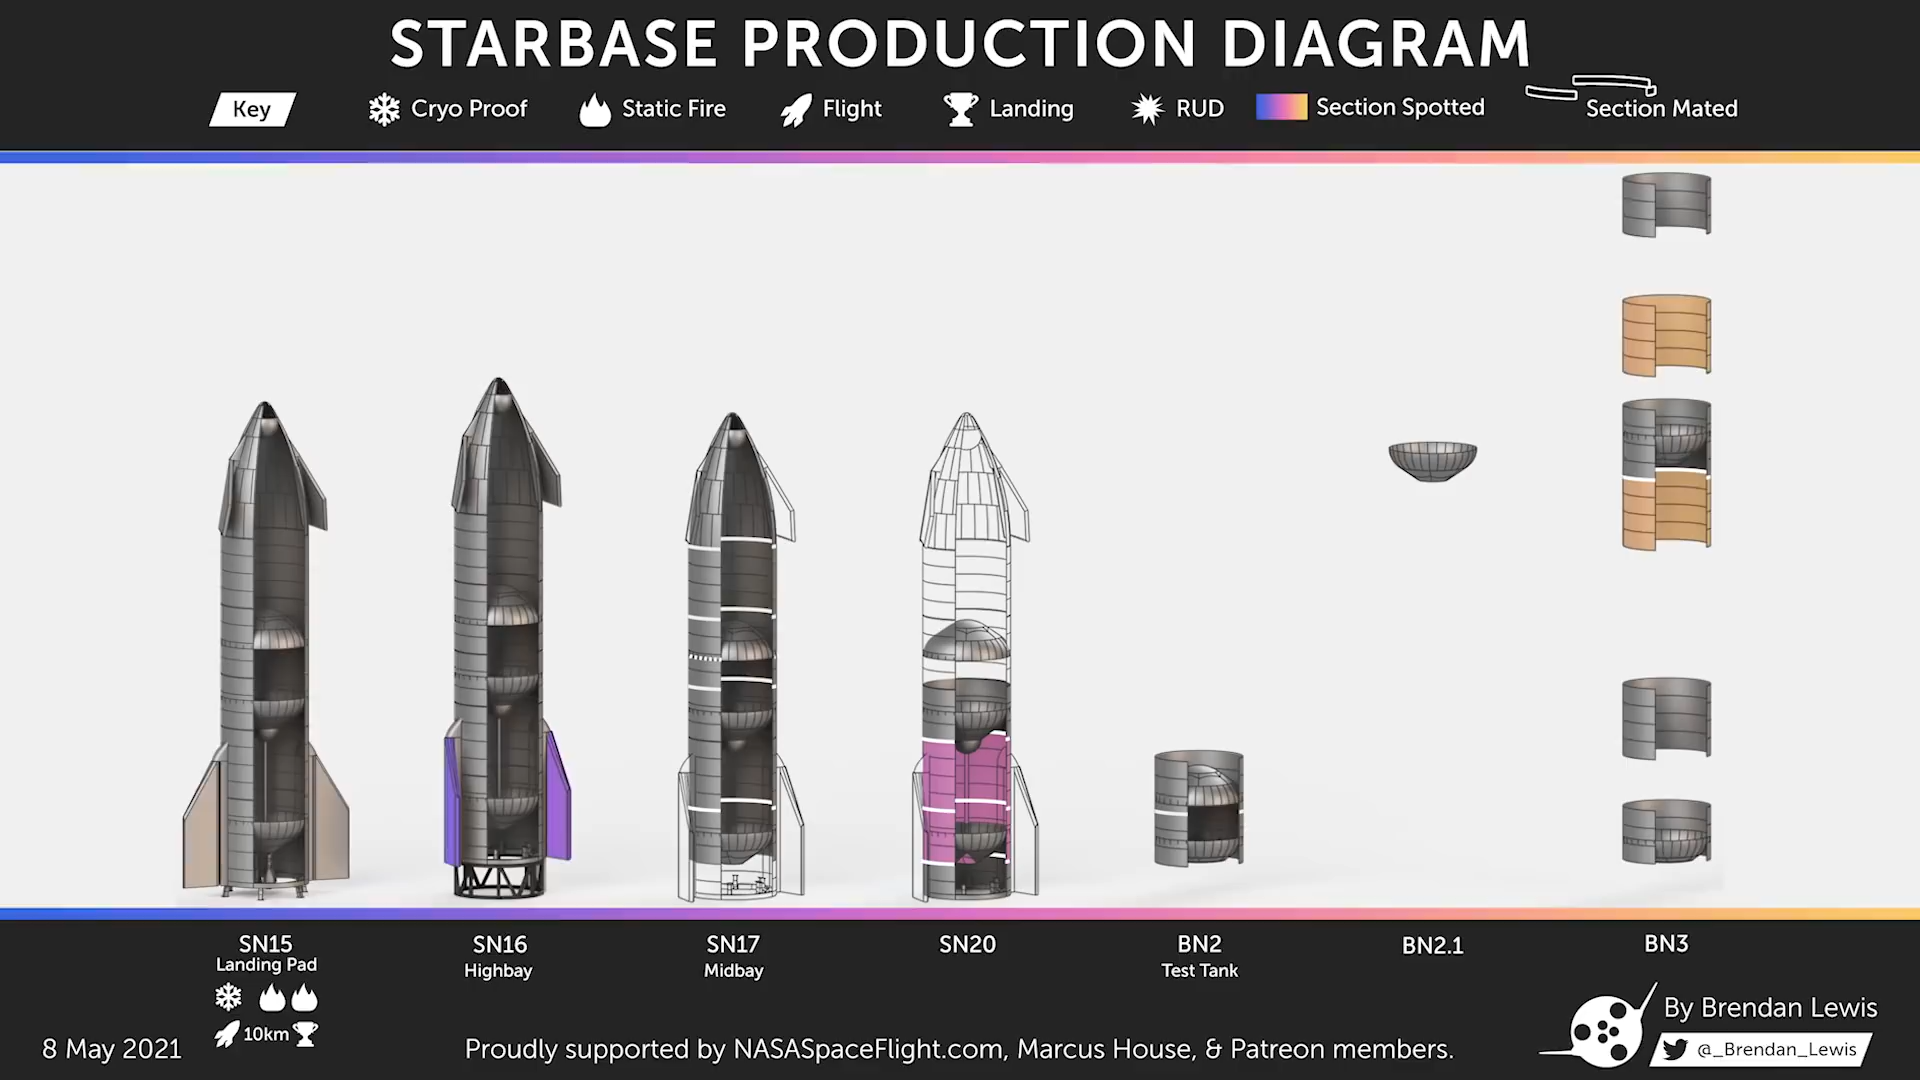 STARBASE PRODUCTION DIAGRAM
Key
Cryo Proof
Static Fire
Flight
Landing
RUD
Section Spotted
Section Mated
SN15
Landing Pad
10km
SN16
Highbay
SN17
Midbay
SN20
BN2
Test Tank
BN2.1
BN3
8 May 2021
Proudly supported by NASASpaceFlight.com, Marcus House, & Patreon members.
By Brendan Lewis
@_Brendan_Lewis